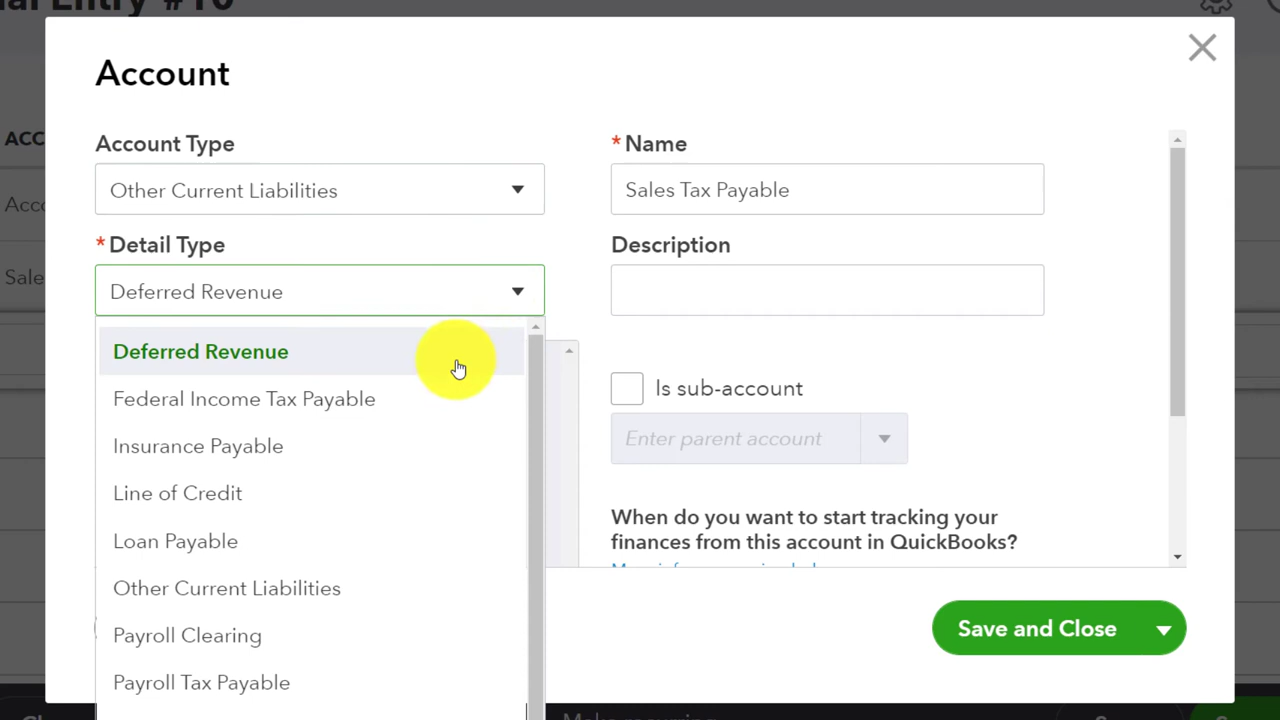 Account
Account Type
Other Current Liabilities
* Detail Type
Deferred Revenue
Deferred Revenue
Federal Income Tax Payable
Insurance Payable
Line of Credit
Loan Payable
Other Current Liabilities
Payroll Clearing
Payroll Tax Payable
* Name
Sales Tax Payable
Description
Is sub-account
Enter parent account
When do you want to start tracking your
finances from this account in QuickBooks?
Save and Close